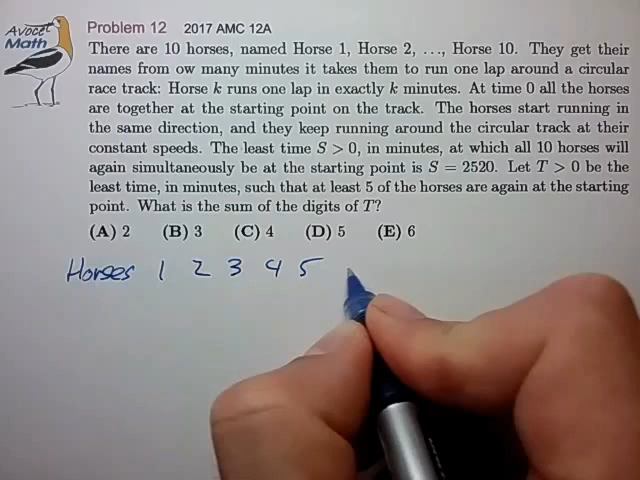 Avocet
Math
Problem 12 2017 AMC 12A
There are 10 horses, named Horse 1, Horse 2, …, Horse 10. They get their
names from ow many minutes it takes them to run one lap around a circular
race track: Horse k runs one lap in exactly k minutes. At time 0 all the horses
are together at the starting point on the track. The horses start running in
the same direction, and they keep running around the circular track at their
constant speeds. The least time S > 0, in minutes, at which all 10 horses will
again simultaneously be at the starting point is S = 2520. Let T > 0 be the
least time, in minutes, such that at least 5 of the horses are again at the starting
point. What is the sum of the digits of T?
(A) 2 (B) 3 (C) 4 (D) 5 (E) 6
Horses 1 2 3 4 5